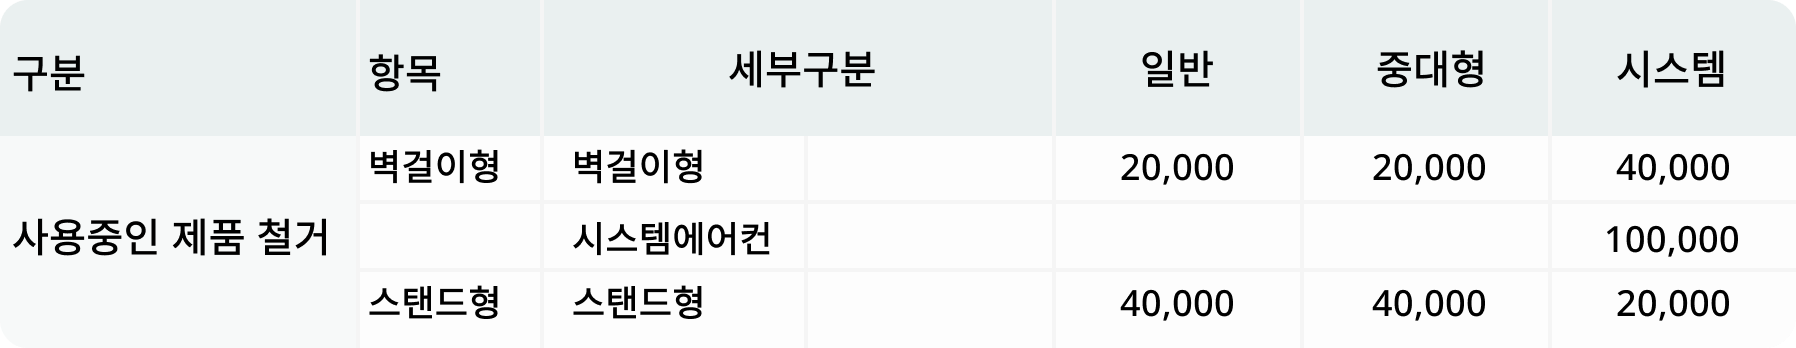 구분 항목 세부구분 일반 중대형 시스템
벽걸이형 벽걸이형 20,000 20,000 40,000
사용중인 제품 철거 시스템에어컨 100,000
스탠드형 스탠드형 40,000 40,000 20,000